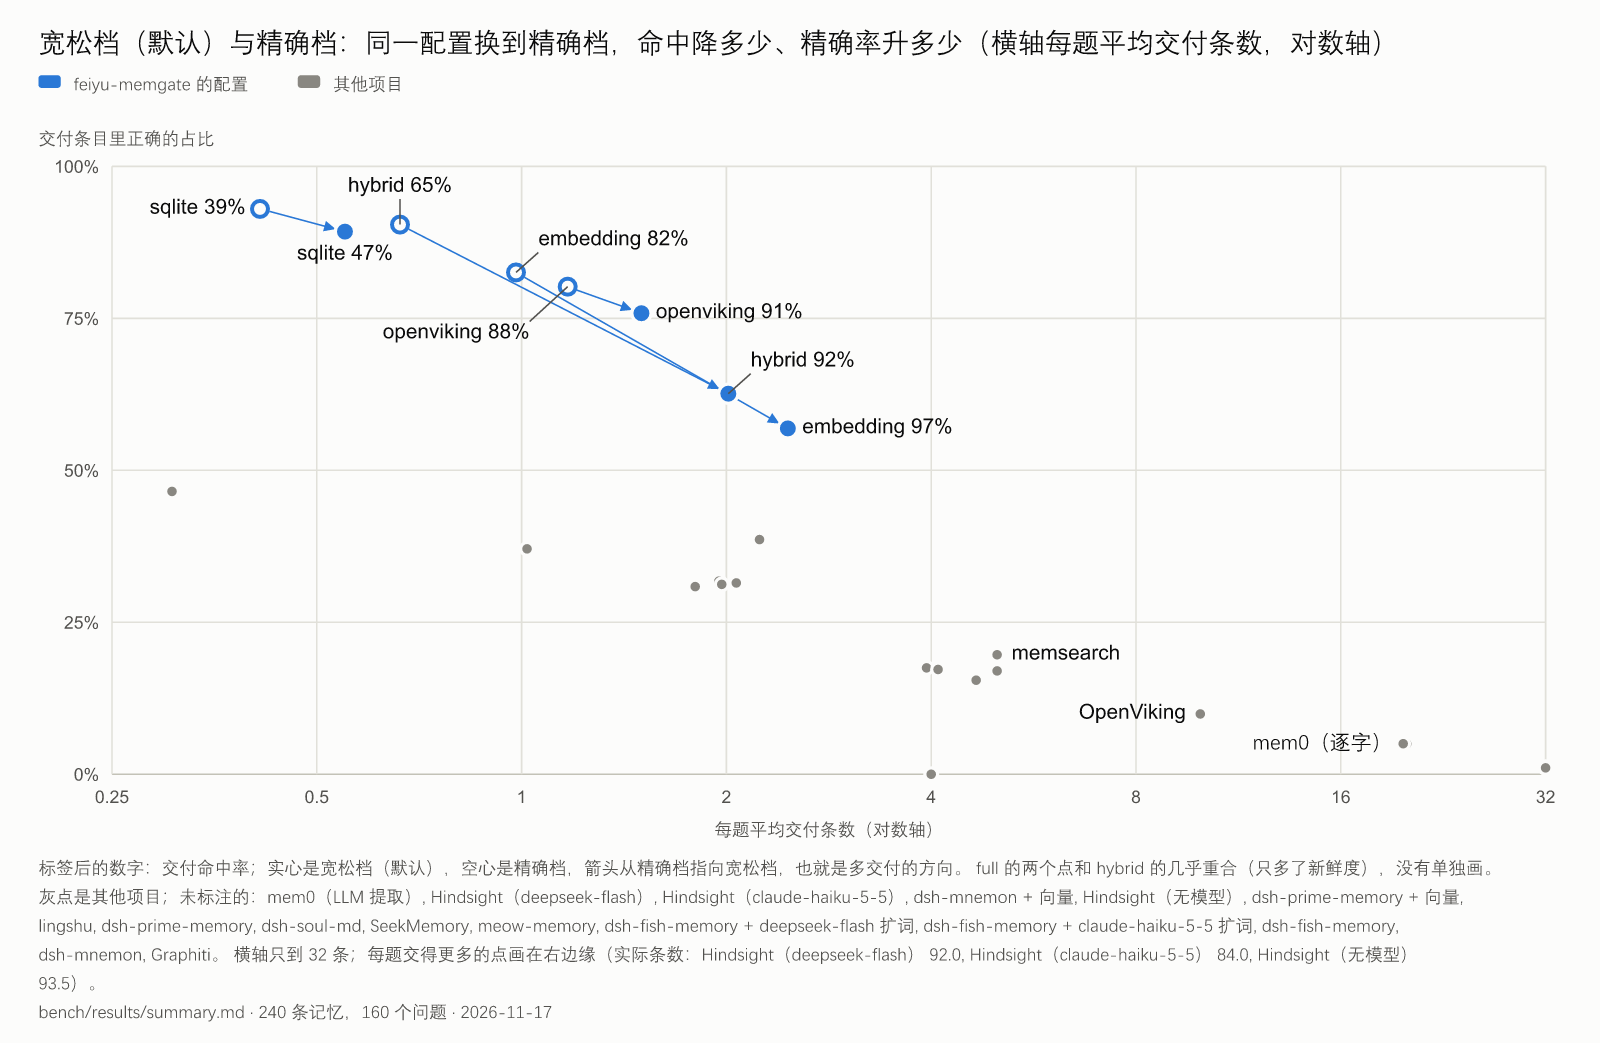 宽松档（默认）与精确档：同一配置换到精确档，命中降多少、精确率升多少（横轴每题平均交付条数，对数轴）
feiyu-memgate 的配置
其他项目
交付条目里正确的占比
100%
hybrid 65%
sqlite 39%
embedding 82%
sqlite 47%
openviking 91%
75%
openviking 88%
hybrid 92%
embedding 97%
50%
25%
memsearch
OpenViking
mem0（逐字）
0%
0.25
0.5
1
2
4
8
16
32
每题平均交付条数（对数轴）
标签后的数字：交付命中率；实心是宽松档（默认），空心是精确档，箭头从精确档指向宽松档，也就是多交付的方向。 full 的两个点和 hybrid 的几乎重合（只多了新鲜度），没有单独画。
灰点是其他项目；未标注的：mem0（LLM 提取）, Hindsight（deepseek-flash）, Hindsight（claude-haiku-5-5）, dsh-mnemon + 向量, Hindsight（无模型）, dsh-prime-memory + 向量,
lingshu, dsh-prime-memory, dsh-soul-md, SeekMemory, meow-memory, dsh-fish-memory + deepseek-flash 扩词, dsh-fish-memory + claude-haiku-5-5 扩词, dsh-fish-memory,
dsh-mnemon, Graphiti。 横轴只到 32 条；每题交得更多的点画在右边缘（实际条数：Hindsight（deepseek-flash） 92.0, Hindsight（claude-haiku-5-5） 84.0, Hindsight（无模型）
93.5）。
bench/results/summary.md · 240 条记忆，160 个问题 · 2026-11-17